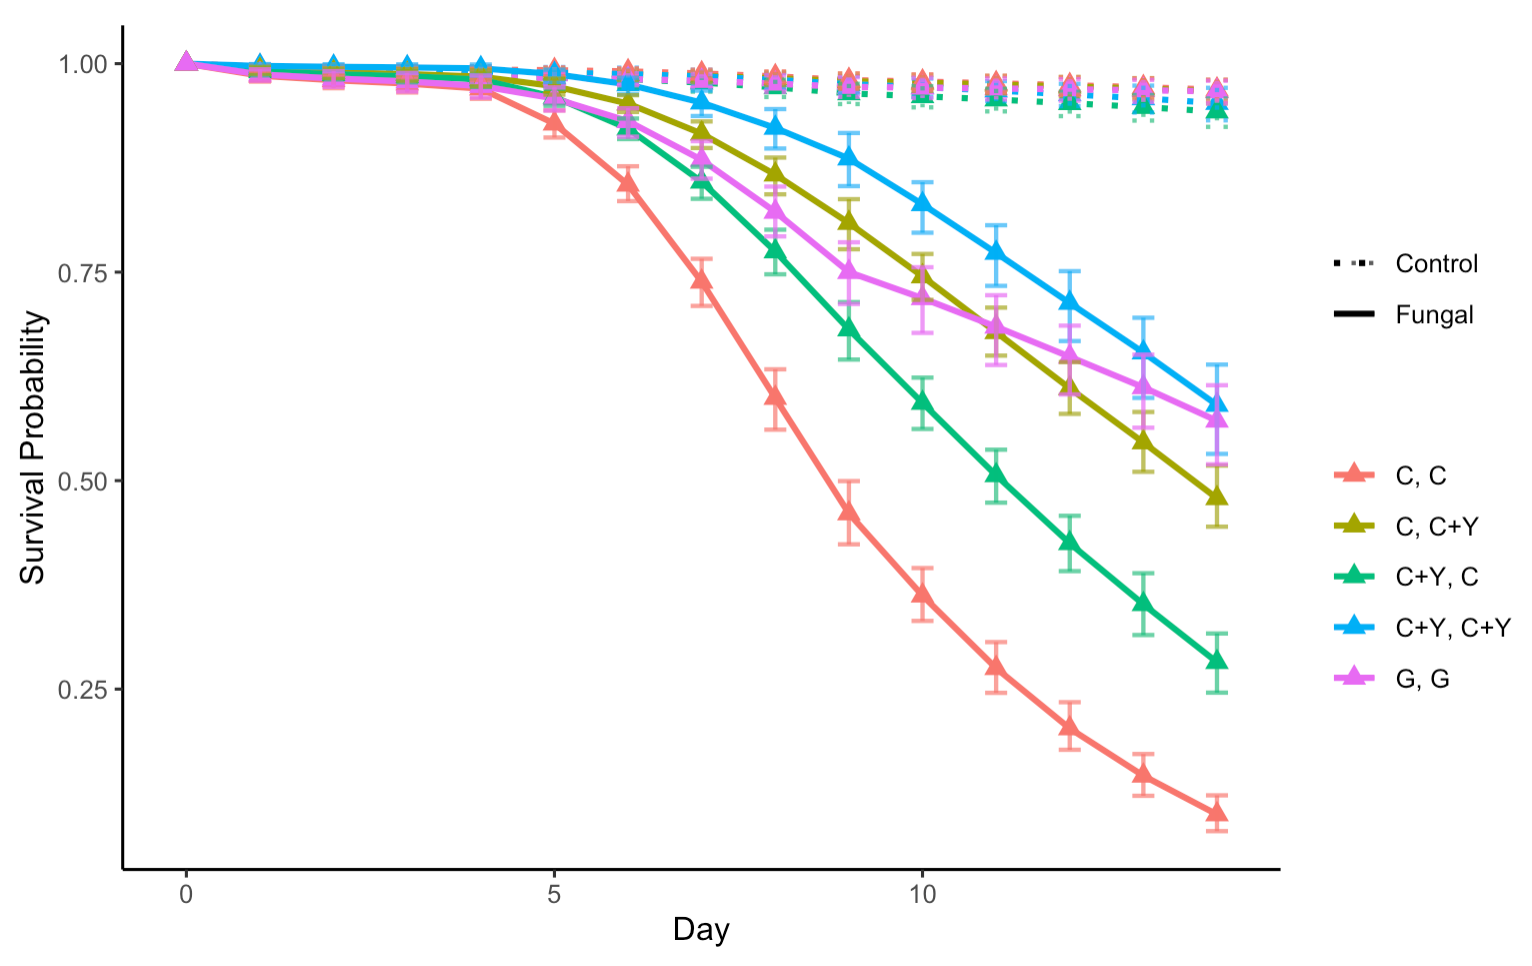 Survival Probability
1.00
0.75
0.50
0.25
0
5
10
Day
Control
Fungal
C, C
C, C+Y
C+Y, C
C+Y, C+Y
G, G